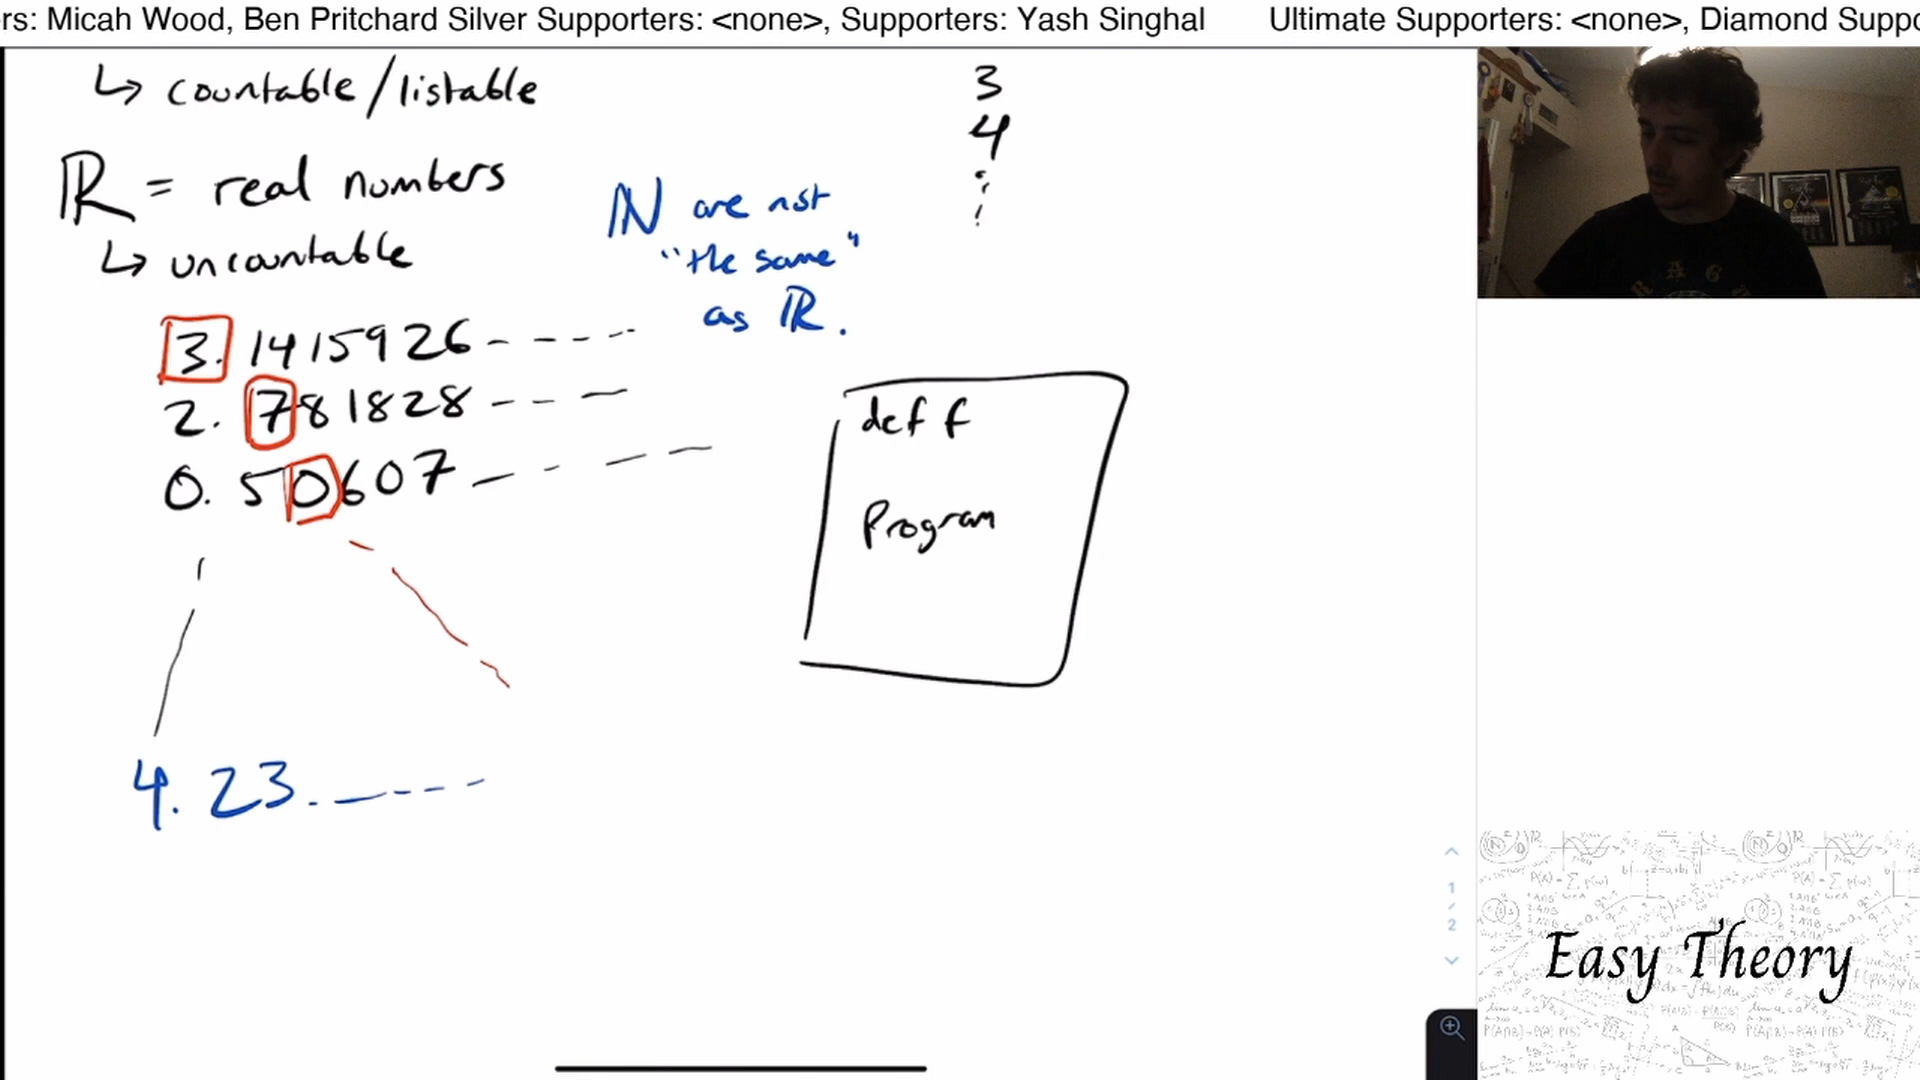 rs: Micah Wood, Ben Pritchard Silver Supporters: <none>, Supporters: Yash Singhal Ultimate Supporters: <none>, Diamond Suppo
↳ countable/listable
ℝ = real numbers
↳ uncountable
3.1415926-----
2.781828---
0.50607-----
4.23.-----
3
4
ℕ are not
"the same"
as ℝ.
def f
Program
1
2
Easy Theory